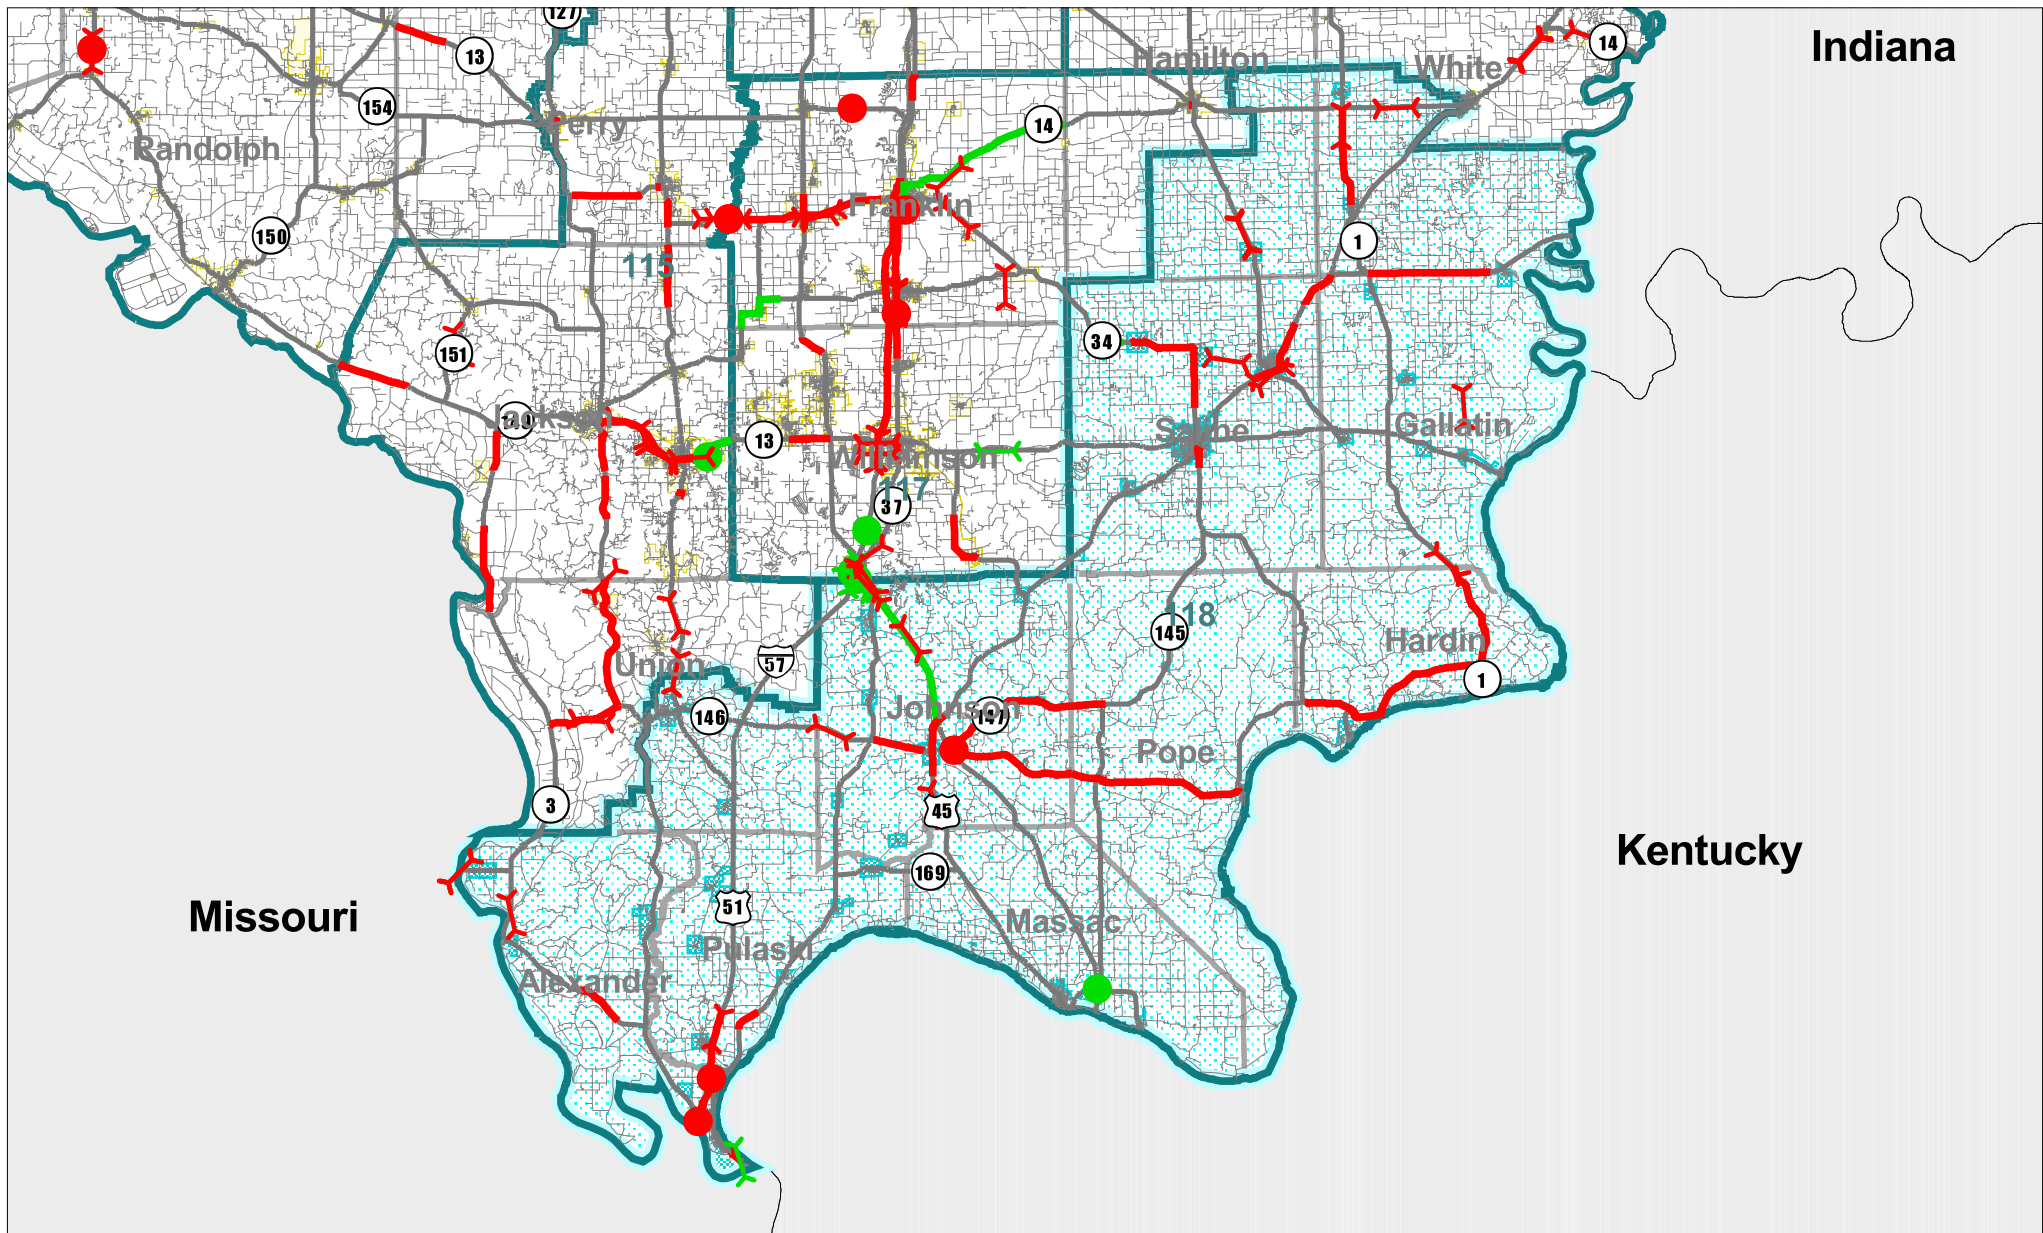 127
Indiana
14
13
Hamilton
White
154
14
Perry
Randolph
Franklin
150
1
115
34
151
Jackson
149
13
Saline
Gallatin
Williamson
117
37
118
145
Hardin
Union
57
1
146
Johnson
147
Pope
3
45
Kentucky
169
51
Missouri
Massac
Pulaski
Alexander